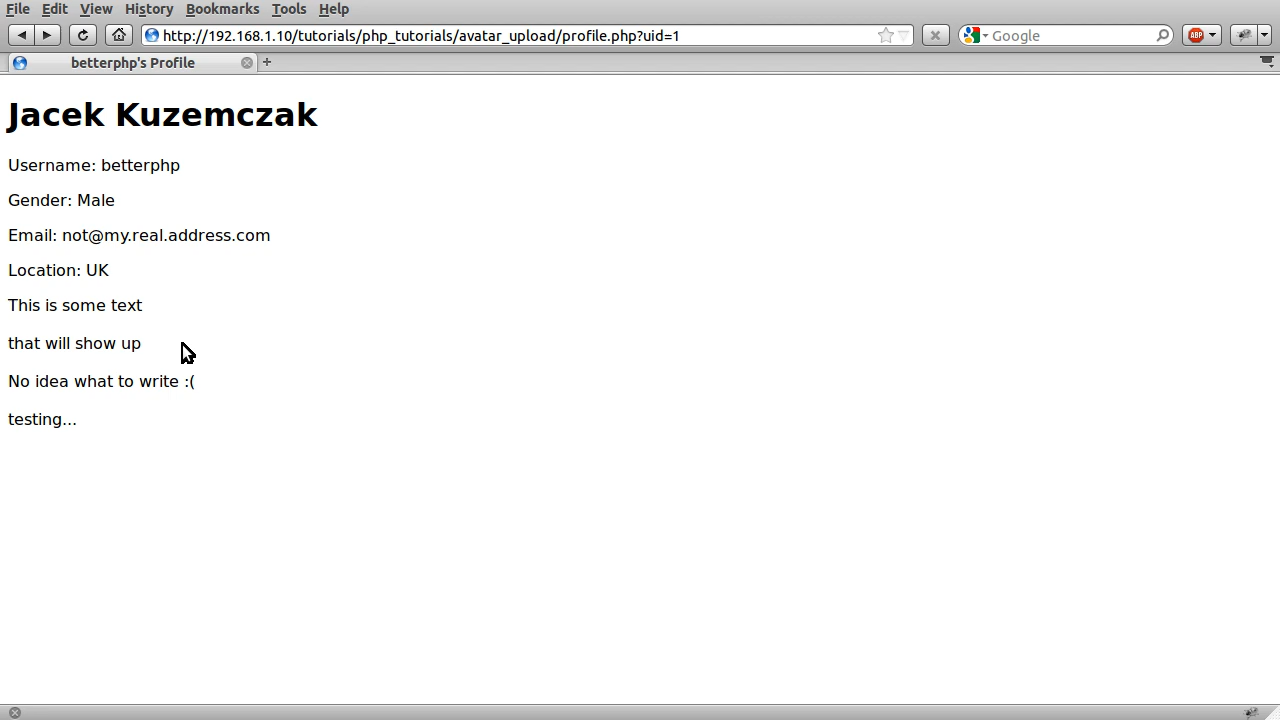 File Edit View History Bookmarks Tools Help
http://192.168.1.10/tutorials/php_tutorials/avatar_upload/profile.php?uid=1
Google
ABP
betterphp's Profile
Jacek Kuzemczak
Username: betterphp
Gender: Male
Email: not@my.real.address.com
Location: UK
This is some text
that will show up
No idea what to write :(
testing...